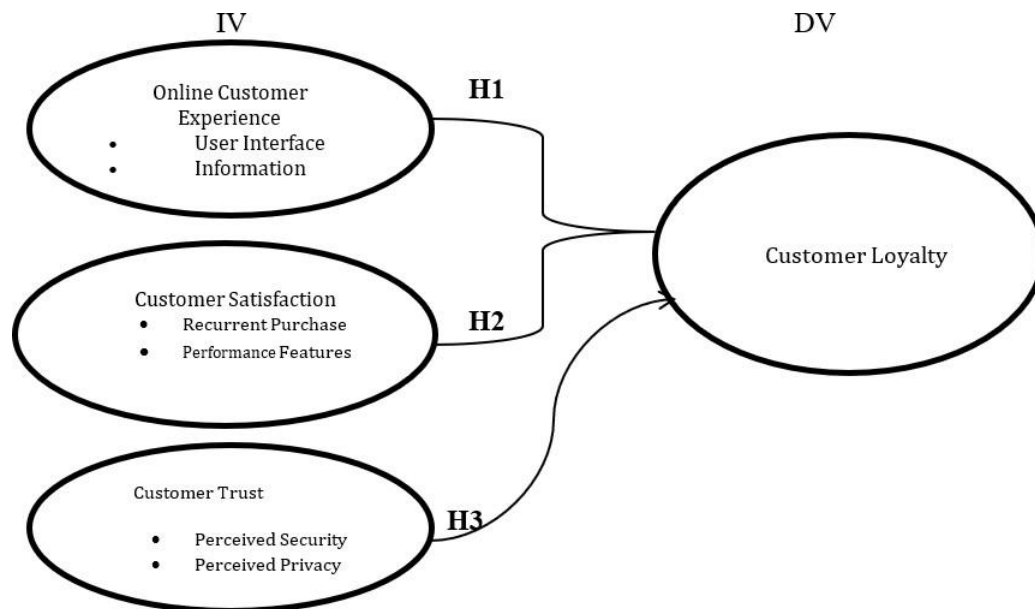 IV
DV
Online Customer
Experience
• User Interface
• Information
H1
Customer Satisfaction
• Recurrent Purchase
• Performance Features
H2
Customer Trust
• Perceived Security
• Perceived Privacy
H3
Customer Loyalty